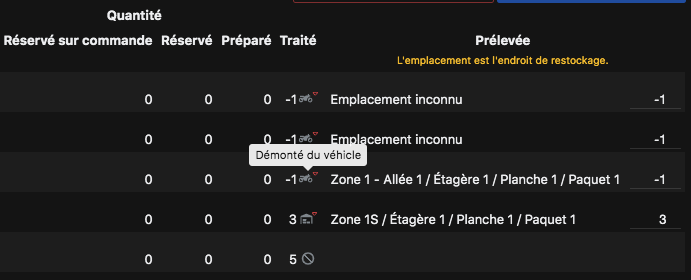 Quantité
Réservé sur commande Réservé Préparé Traité Prélevée
L'emplacement est l'endroit de restockage.
0 0 0 -1 Emplacement inconnu -1
0 0 0 -1 Emplacement inconnu -1
Démonté du véhicle
0 0 0 -1 Zone 1 - Allée 1 / Étagère 1 / Planche 1 / Paquet 1 -1
0 0 0 3 Zone 1S / Étagère 1 / Planche 1 / Paquet 1 3
0 0 0 5